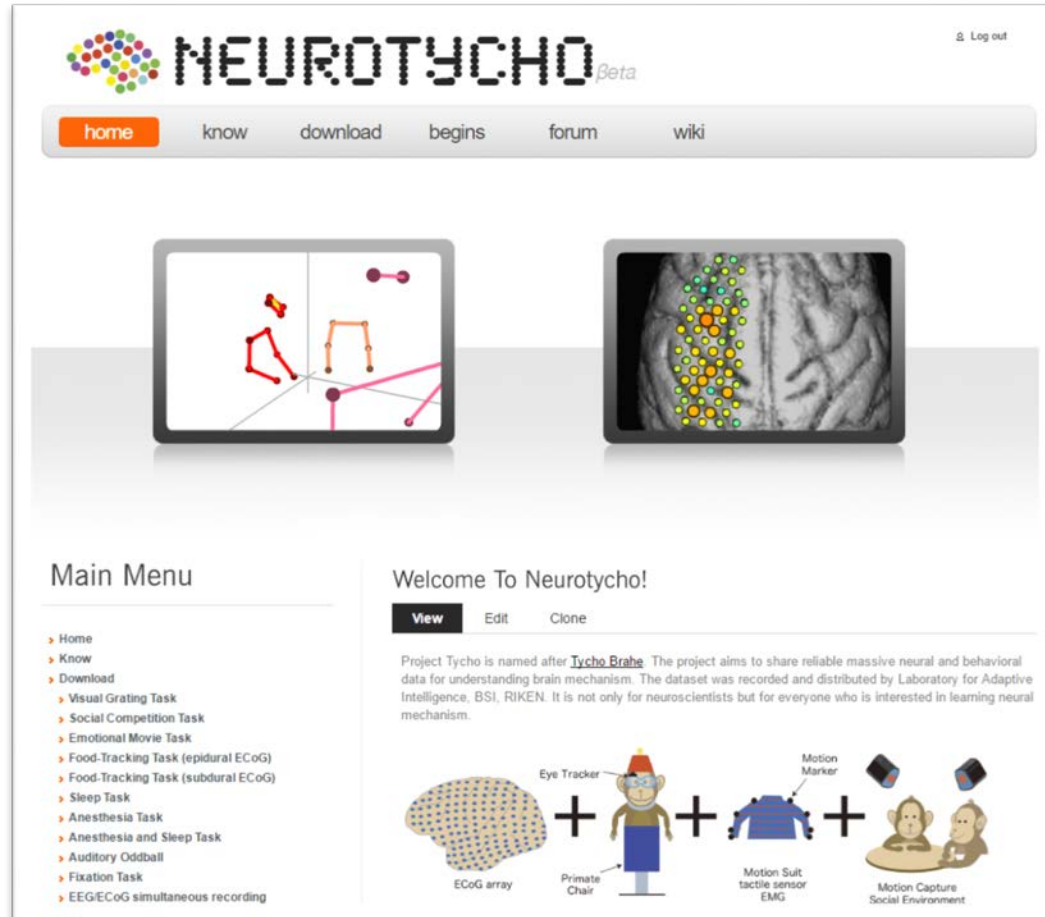 NEUROTYCHO βeta
Log out
home know download begins forum wiki
Main Menu
Home
Know
Download
Visual Grating Task
Social Competition Task
Emotional Movie Task
Food-Tracking Task (epidural ECoG)
Food-Tracking Task (subdural ECoG)
Sleep Task
Anesthesia Task
Anesthesia and Sleep Task
Auditory Oddball
Fixation Task
EEG/ECoG simultaneous recording
Welcome To Neurotycho!
View Edit Clone
Project Tycho is named after Tycho Brahe. The project aims to share reliable massive neural and behavioral
data for understanding brain mechanism. The dataset was recorded and distributed by Laboratory for Adaptive
Intelligence, BSI, RIKEN. It is not only for neuroscientists but for everyone who is interested in learning neural
mechanism.
ECoG array
Eye Tracker
Primate
Chair
Motion
Marker
Motion Suit
tactile sensor
EMG
Motion Capture
Social Environment